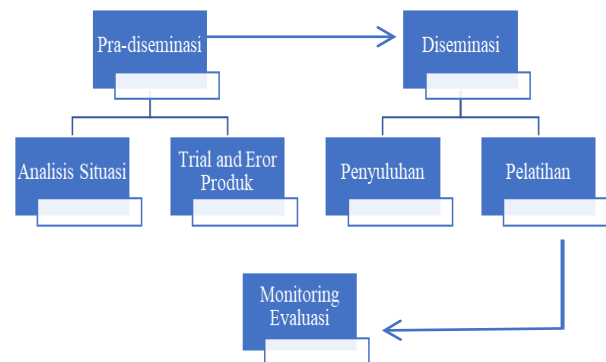 Pra-diseminasi
Diseminasi
Analisis Situasi
Trial and Eror
Produk
Penyuluhan
Pelatihan
Monitoring
Evaluasi